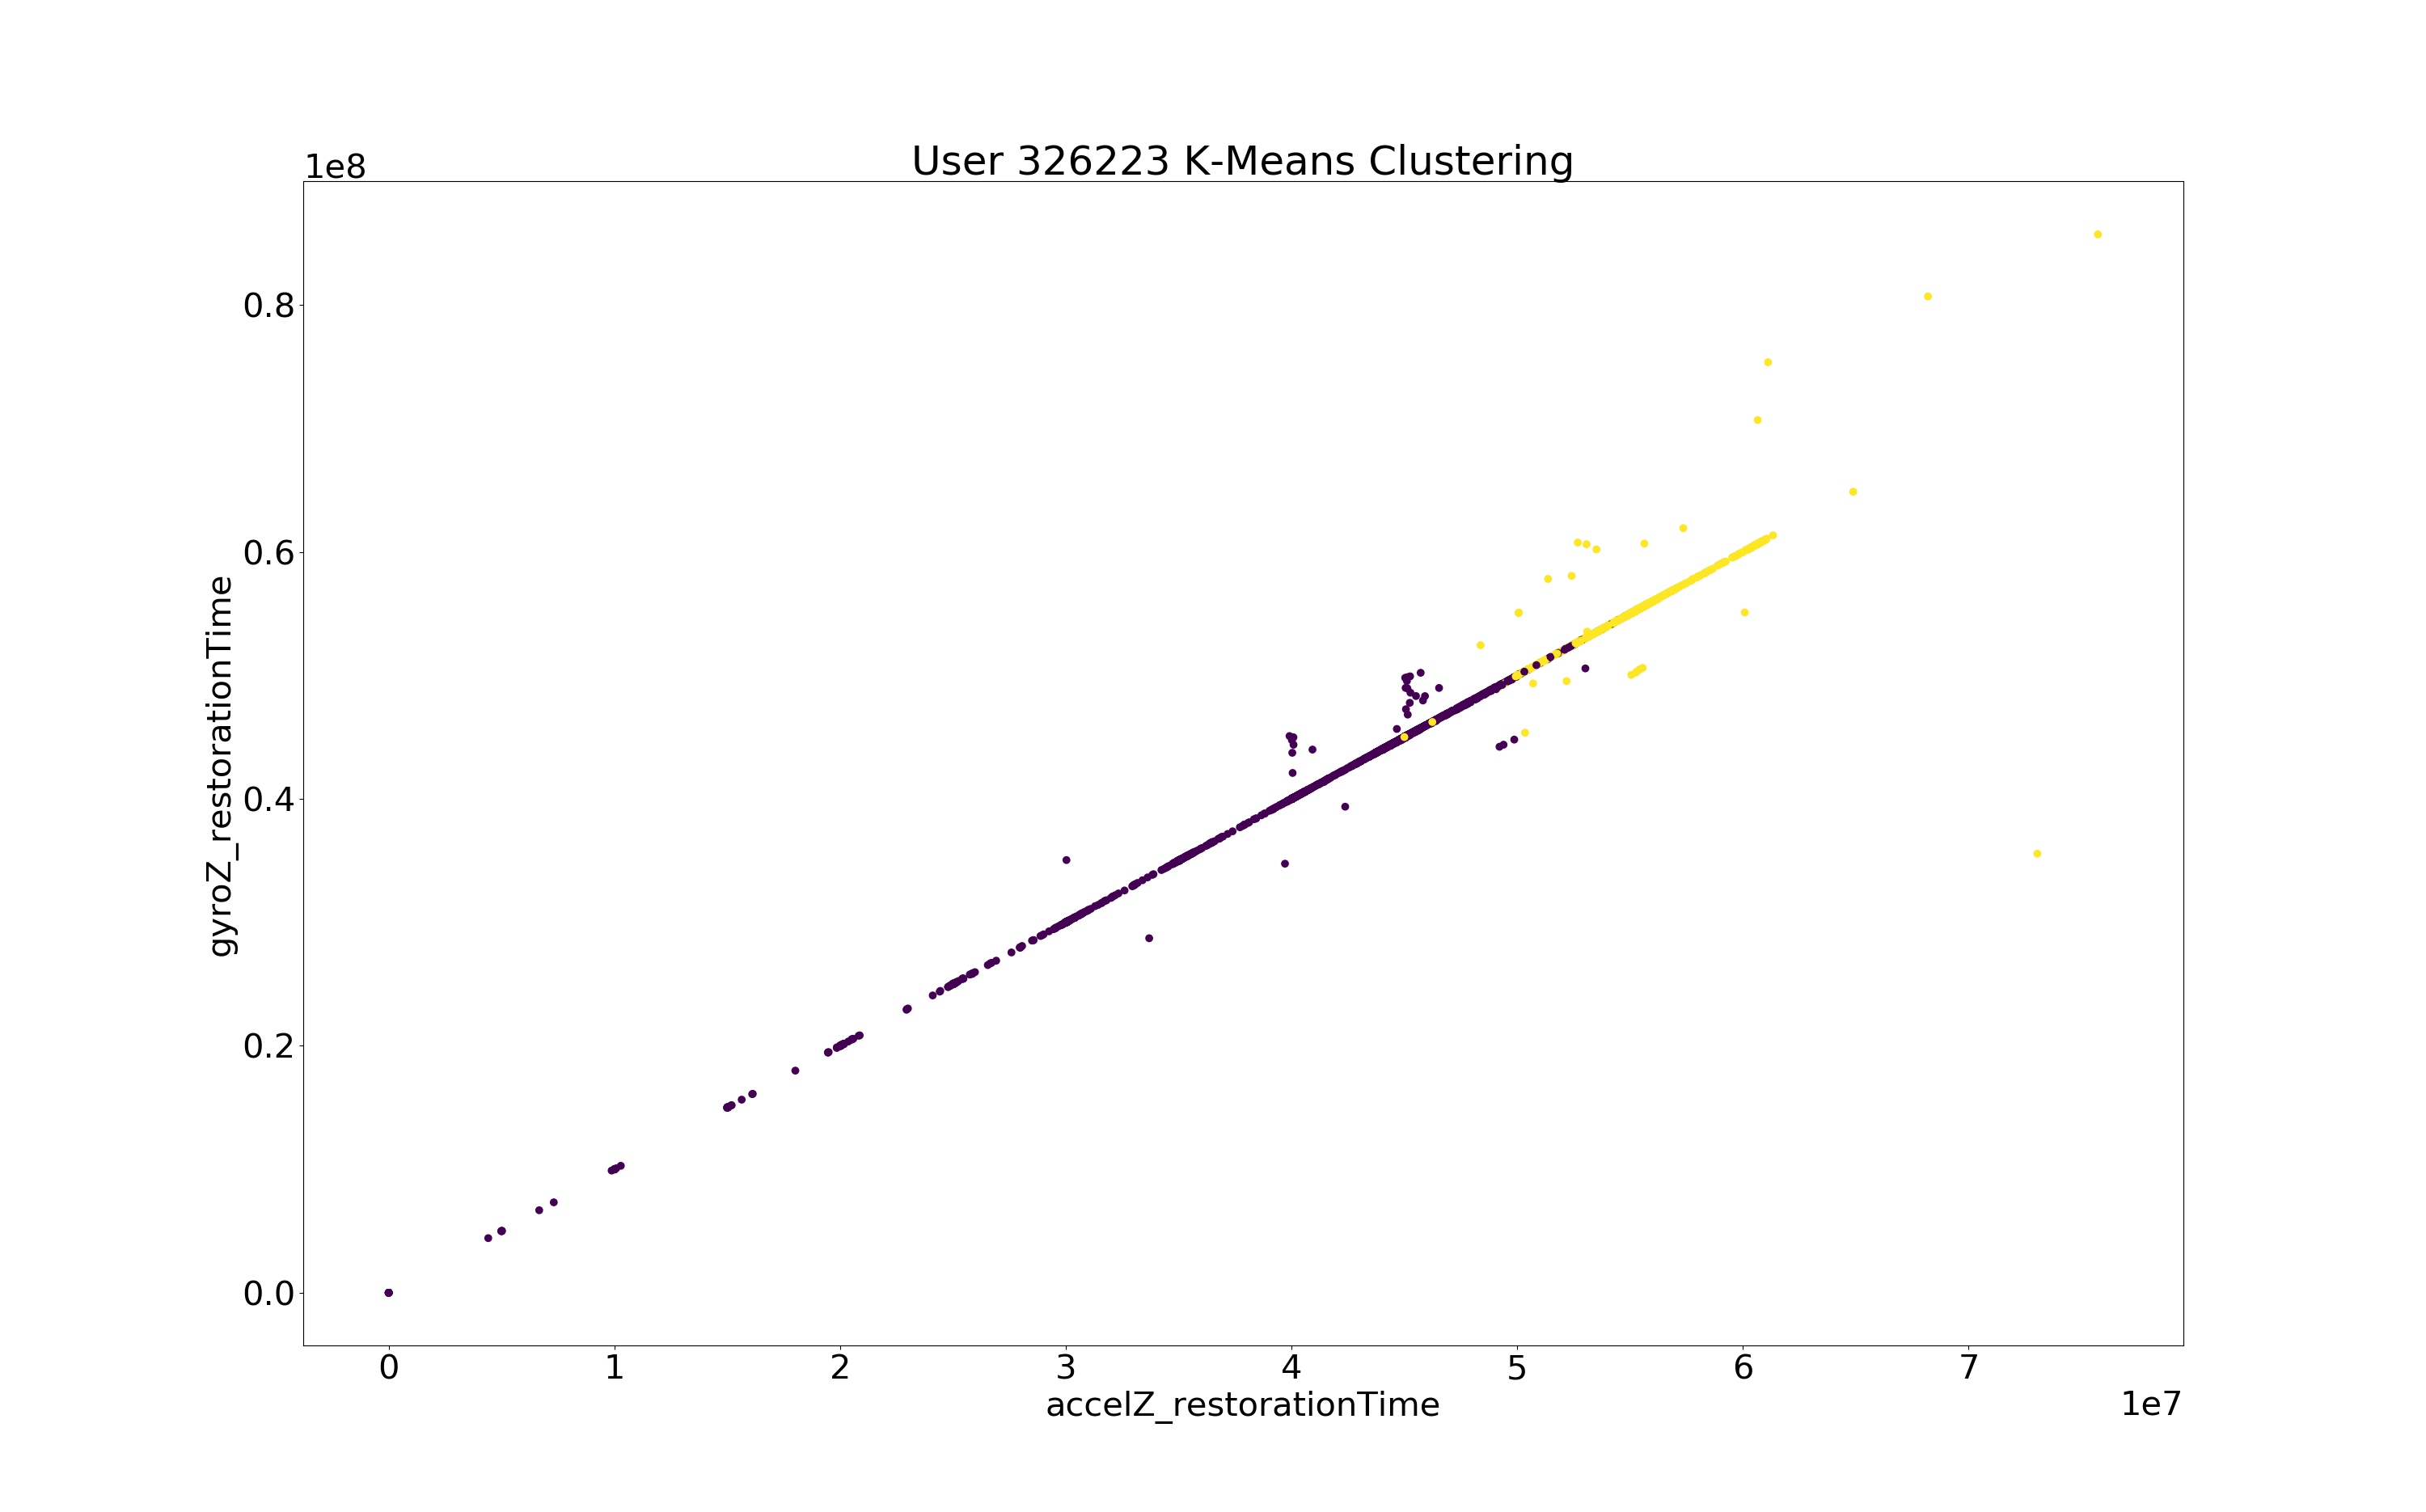 User 326223 K-Means Clustering
1e8
0.8
0.6
0.4
0.2
0.0
gyroZ_restorationTime
0 1 2 3 4 5 6 7
accelZ_restorationTime
1e7